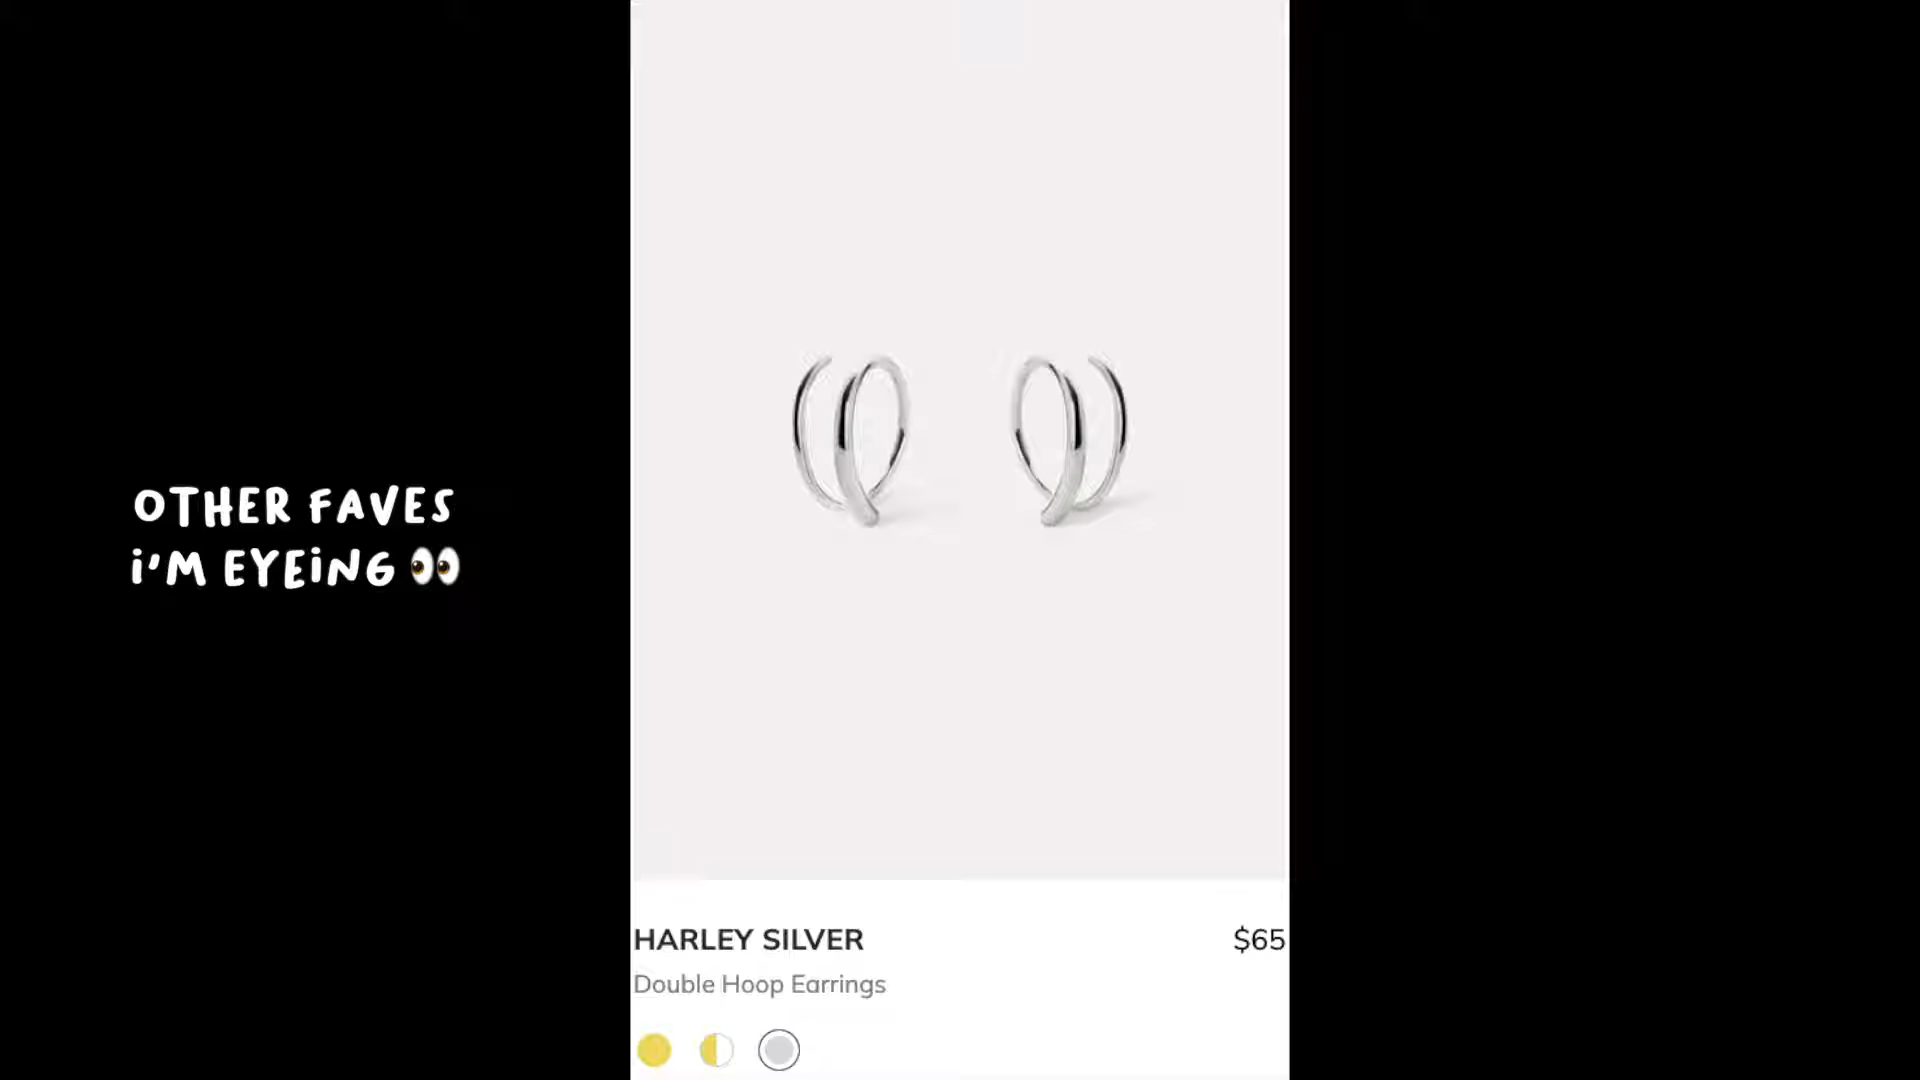 OTHER FAVES
i'M EYEiNG 👀
HARLEY SILVER
$65
Double Hoop Earrings